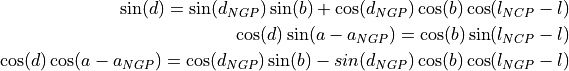 sin(d) = sin(d_{NGP}) sin(b) + cos(d_{NGP}) cos(b) cos(l_{NCP} − l)
cos(d) sin(a − a_{NGP}) = cos(b) sin(l_{NCP} − l)
cos(d) cos(a − a_{NGP}) = cos(d_{NGP}) sin(b) − sin(d_{NGP}) cos(b) cos(l_{NCP} − l)